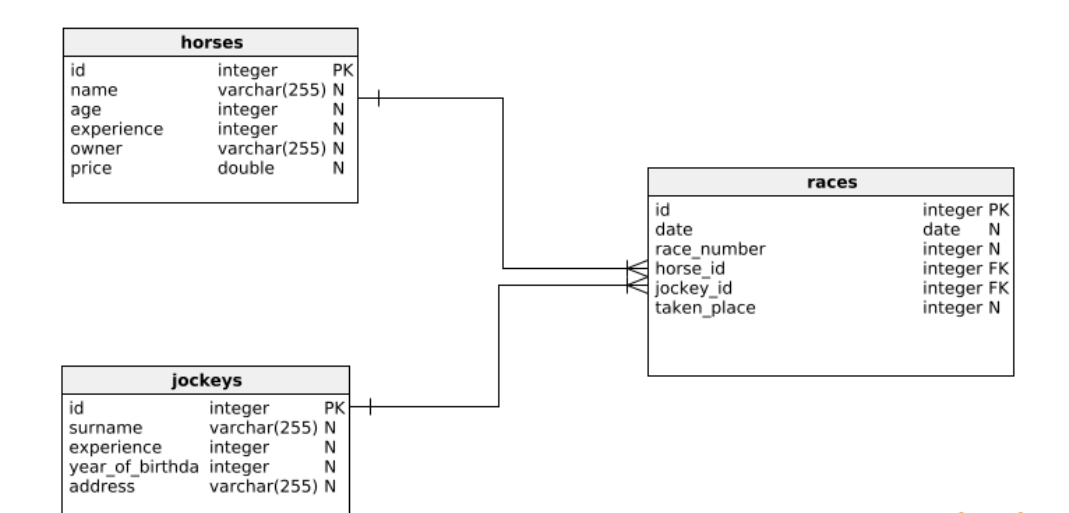 horses
id integer PK
name varchar(255) N
age integer N
experience integer N
owner varchar(255) N
price double N
races
id integer PK
date date N
race_number integer N
horse_id integer FK
jockey_id integer FK
taken_place integer N
jockeys
id integer PK
surname varchar(255) N
experience integer N
year_of_birthda integer N
address varchar(255) N